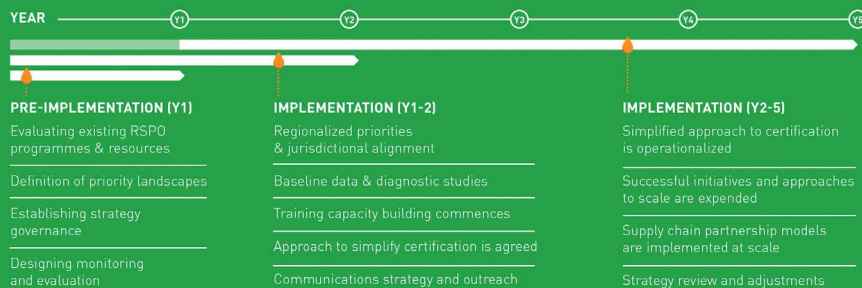 YEAR Y1 Y2 Y3 Y4 Y5
PRE-IMPLEMENTATION (Y1)
Evaluating existing RSPO
programmes & resources
Definition of priority landscapes
Establishing strategy
governance
Designing monitoring
and evaluation
IMPLEMENTATION (Y1-2)
Regionalized priorities
& jurisdictional alignment
Baseline data & diagnostic studies
Training capacity building commences
Approach to simplify certification is agreed
Communications strategy and outreach
IMPLEMENTATION (Y2-5)
Simplified approach to certification
is operationalized
Successful initiatives and approaches
to scale are expended
Supply chain partnership models
are implemented at scale
Strategy review and adjustments